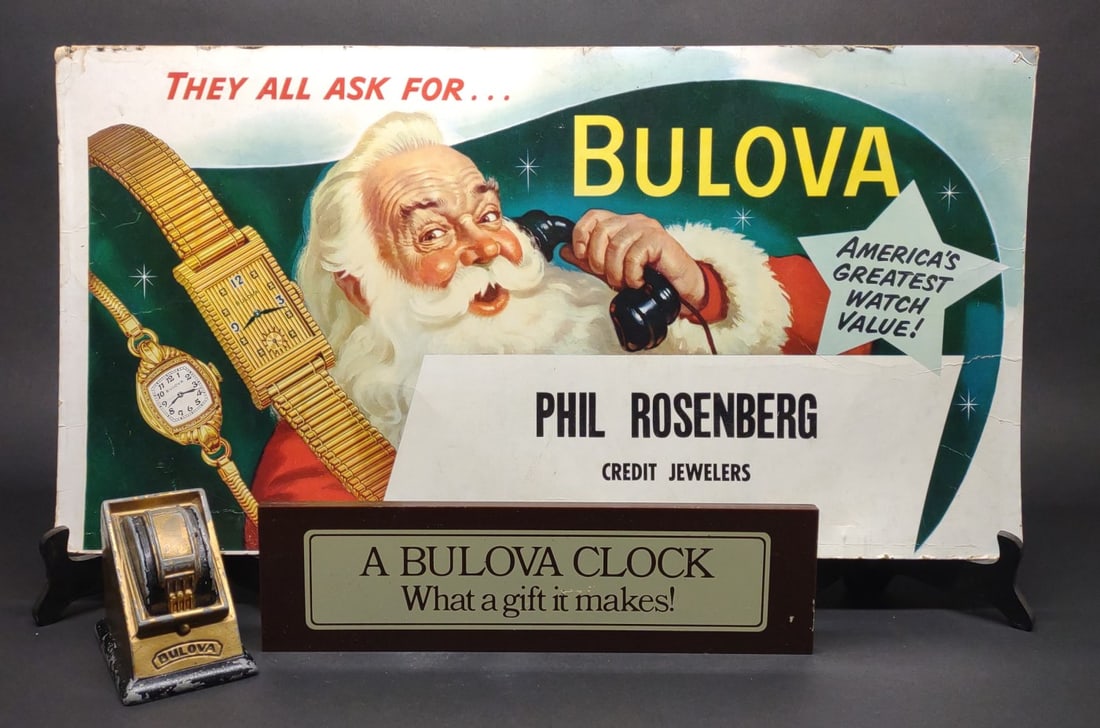 THEY ALL ASK FOR...
BULOVA
AMERICA'S
GREATEST
WATCH
VALUE!
PHIL ROSENBERG
CREDIT JEWELERS
A BULOVA CLOCK
What a gift it makes!
BULOVA